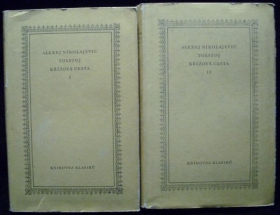 ALEXEJ NIKOLAJEVIČ
TOLSTOJ
KŘÍŽOVÁ CESTA
I
KNIHOVNA KLASIKŮ
ALEXEJ NIKOLAJEVIČ
TOLSTOJ
KŘÍŽOVÁ CESTA
II
KNIHOVNA KLASIKŮ